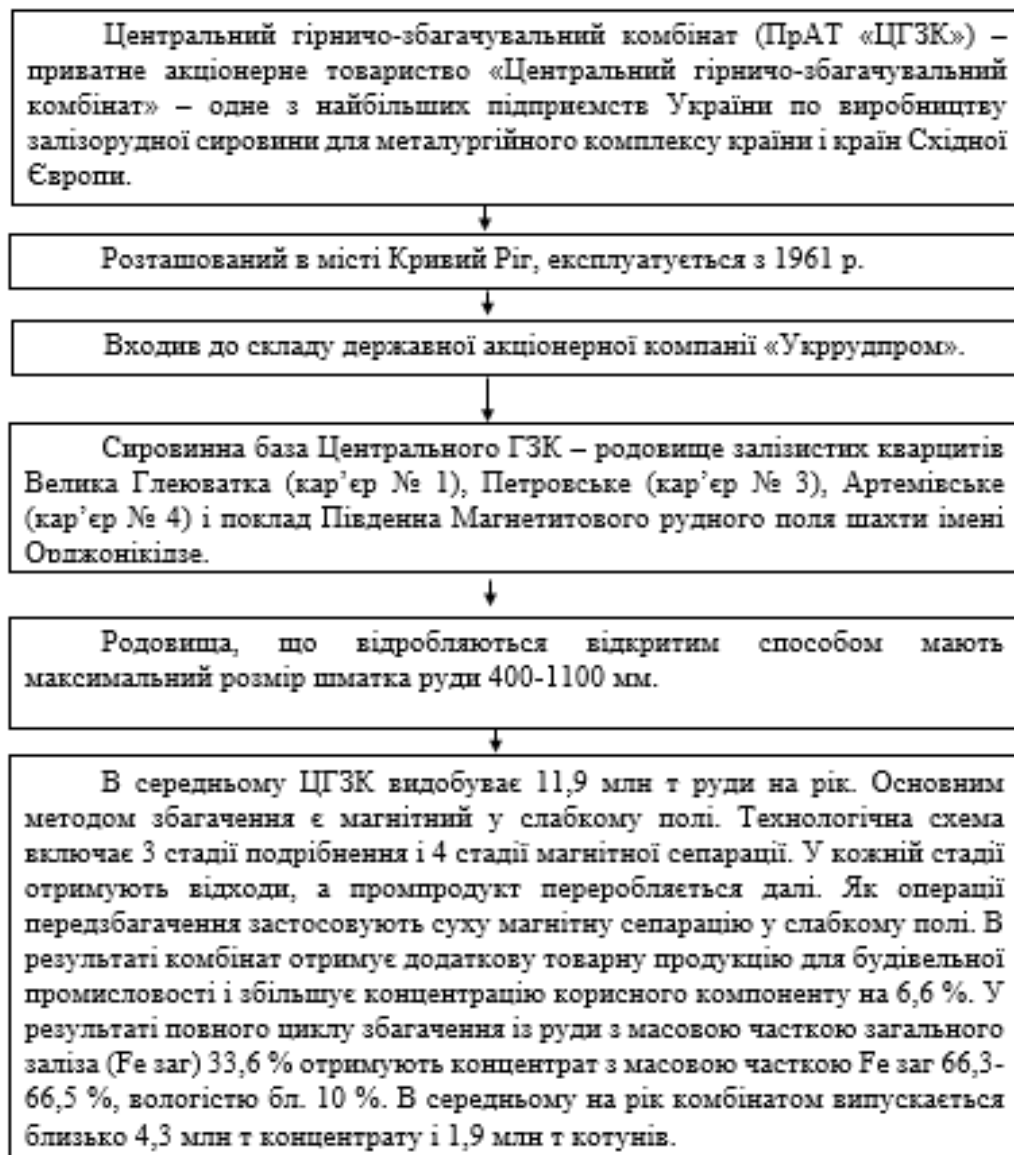 Центральний гірничо-збагачувальний комбінат (ПрАТ «ЦГЗК») –
приватне акціонерне товариство «Центральний гірничо-збагачувальний
комбінат» – одне з найбільших підприємств України по виробництву
залізорудної сировини для металургійного комплексу країни і країн Східної
Європи.
Розташований в місті Кривий Ріг, експлуатується з 1961 р.
Входив до складу державної акціонерної компанії «Укррудпром».
Сировинна база Центрального ГЗК – родовище залізистих кварцитів
Велика Глеюватка (кар’єр № 1), Петровське (кар’єр № 3), Артемівське
(кар’єр № 4) і поклад Південна Магнетитового рудного поля шахти імені
Орджонікідзе.
Родовища, що відробляються відкритим способом мають
максимальний розмір шматка руди 400-1100 мм.
В середньому ЦГЗК видобуває 11,9 млн т руди на рік. Основним
методом збагачення є магнітний у слабкому полі. Технологічна схема
включає 3 стадії подрібнення і 4 стадії магнітної сепарації. У кожній стадії
отримують відходи, а промпродукт переробляється далі. Як операції
передзбагачення застосовують суху магнітну сепарацію у слабкому полі. В
результаті комбінат отримує додаткову товарну продукцію для будівельної
промисловості і збільшує концентрацію корисного компоненту на 6,6 %. У
результаті повного циклу збагачення із руди з масовою часткою загального
заліза (Fe заг) 33,6 % отримують концентрат з масовою часткою Fe заг 66,3-
66,5 %, вологістю бл. 10 %. В середньому на рік комбінатом випускається
близько 4,3 млн т концентрату і 1,9 млн т котунів.